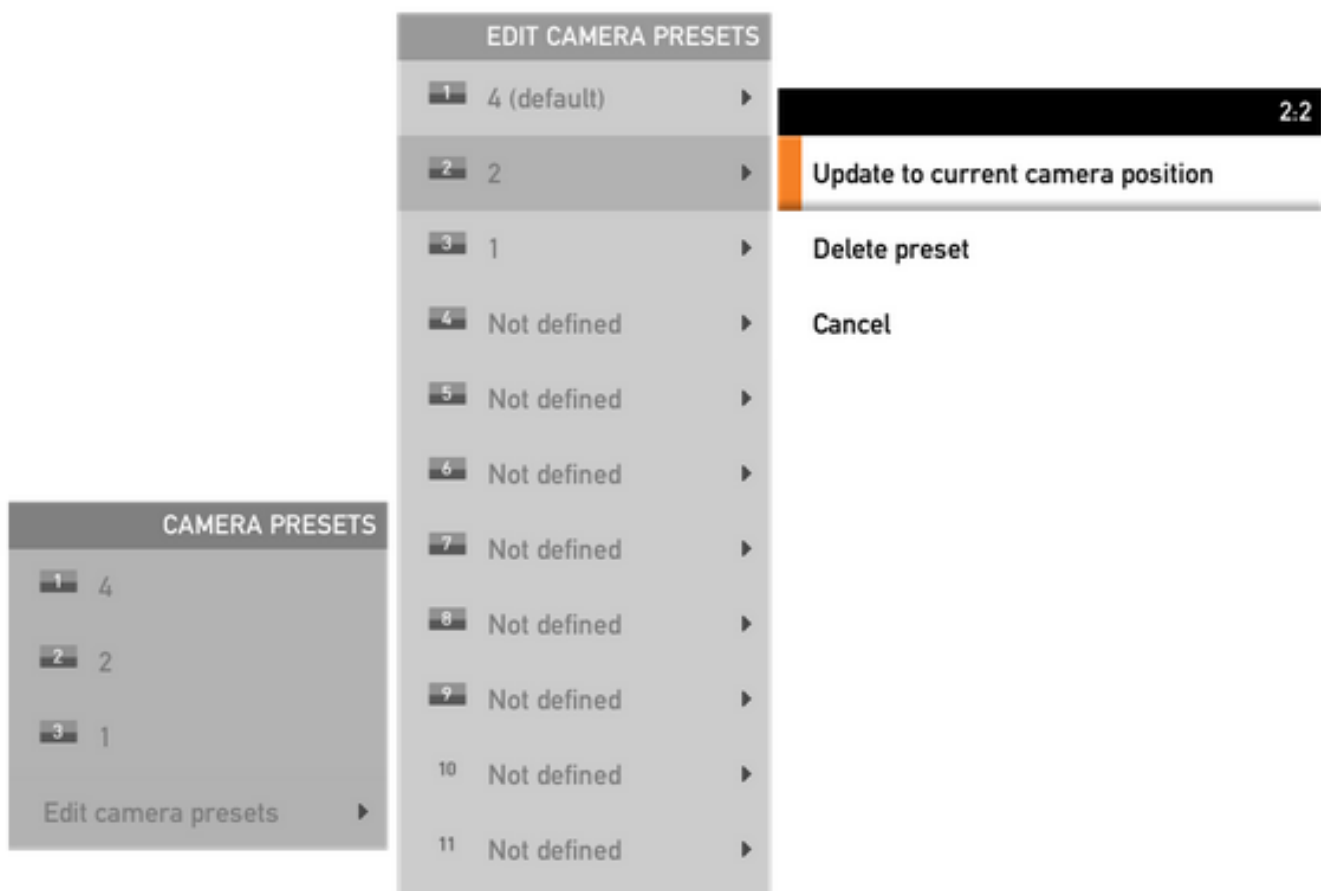 EDIT CAMERA PRESETS
1 4 (default)
2 2
3 1
4 Not defined
5 Not defined
6 Not defined
7 Not defined
8 Not defined
9 Not defined
10 Not defined
11 Not defined
2:2
Update to current camera position
Delete preset
Cancel
CAMERA PRESETS
1 4
2 2
3 1
Edit camera presets